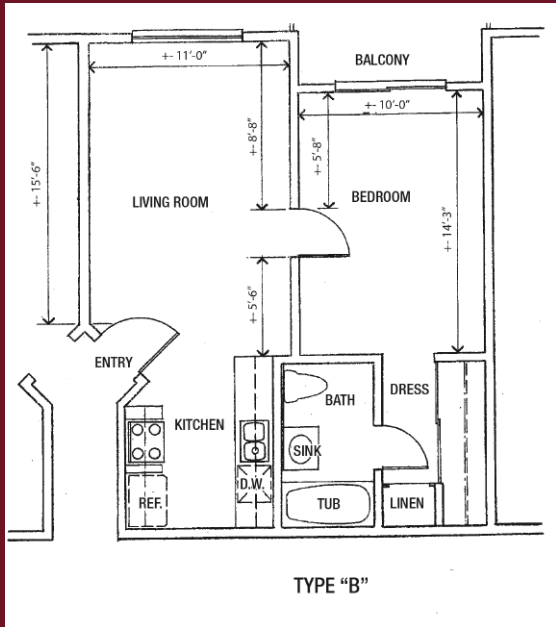 +- 11'-0"
BALCONY
+- 10'-0"
+- 15'-6"
+- 8'-8"
+- 5'-8"
LIVING ROOM
BEDROOM
+- 14'-3"
+- 5'-6"
ENTRY
DRESS
BATH
KITCHEN
SINK
D.W.
REF.
TUB
LINEN
TYPE "B"